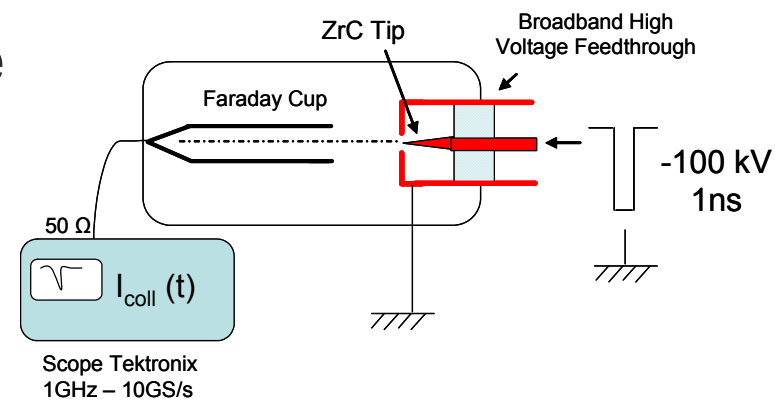 e
ZrC Tip
Broadband High
Voltage Feedthrough
Faraday Cup
-100 kV
1ns
50 Ω
I_coll (t)
Scope Tektronix
1GHz – 10GS/s